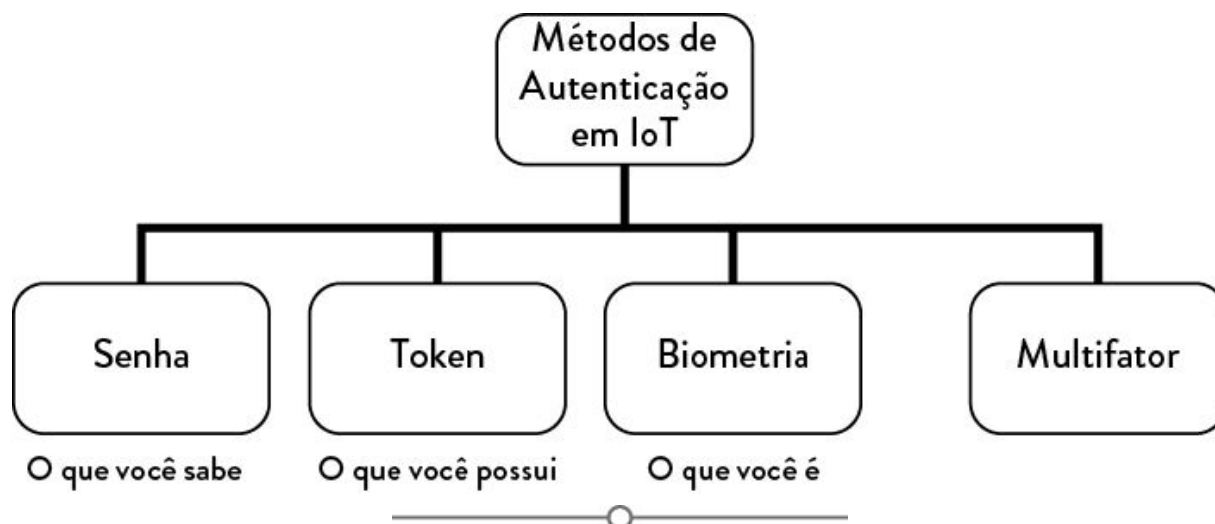 Métodos de
Autenticação
em IoT
Senha
Token
Biometria
Multifator
O que você sabe
O que você possui
O que você é